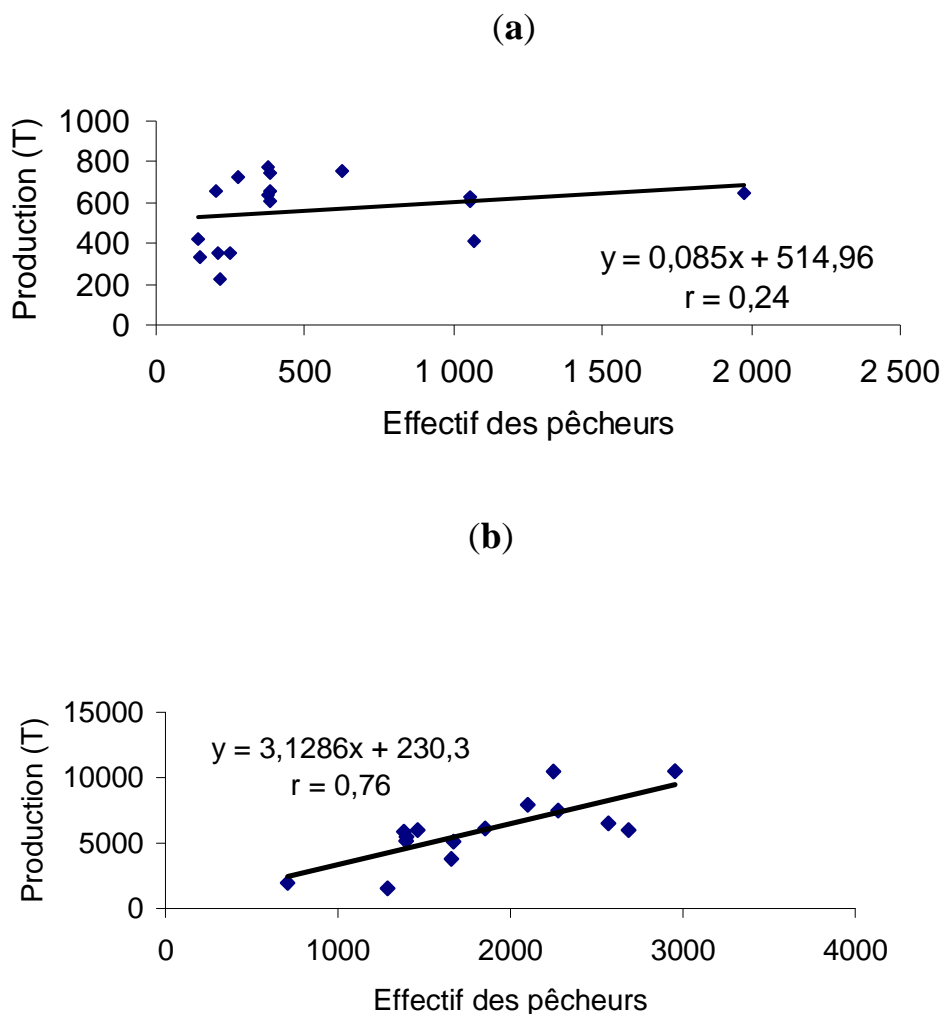 (a)
1000
800
600
400
200
0
Production (T)
y = 0,085x + 514,96
r = 0,24
0 500 1 000 1 500 2 000 2 500
Effectif des pêcheurs
(b)
15000
10000
5000
0
Production (T)
y = 3,1286x + 230,3
r = 0,76
0 1000 2000 3000 4000
Effectif des pêcheurs